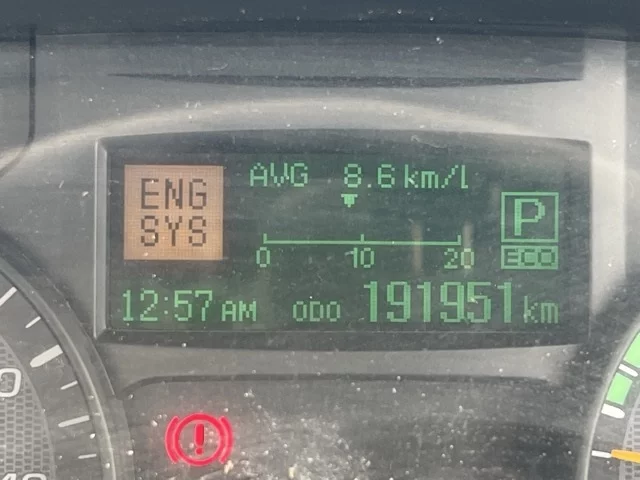 ENG
SYS
AVG 8.6 km/l
P
ECO
0 10 20
12:57 AM ODO 191951 km